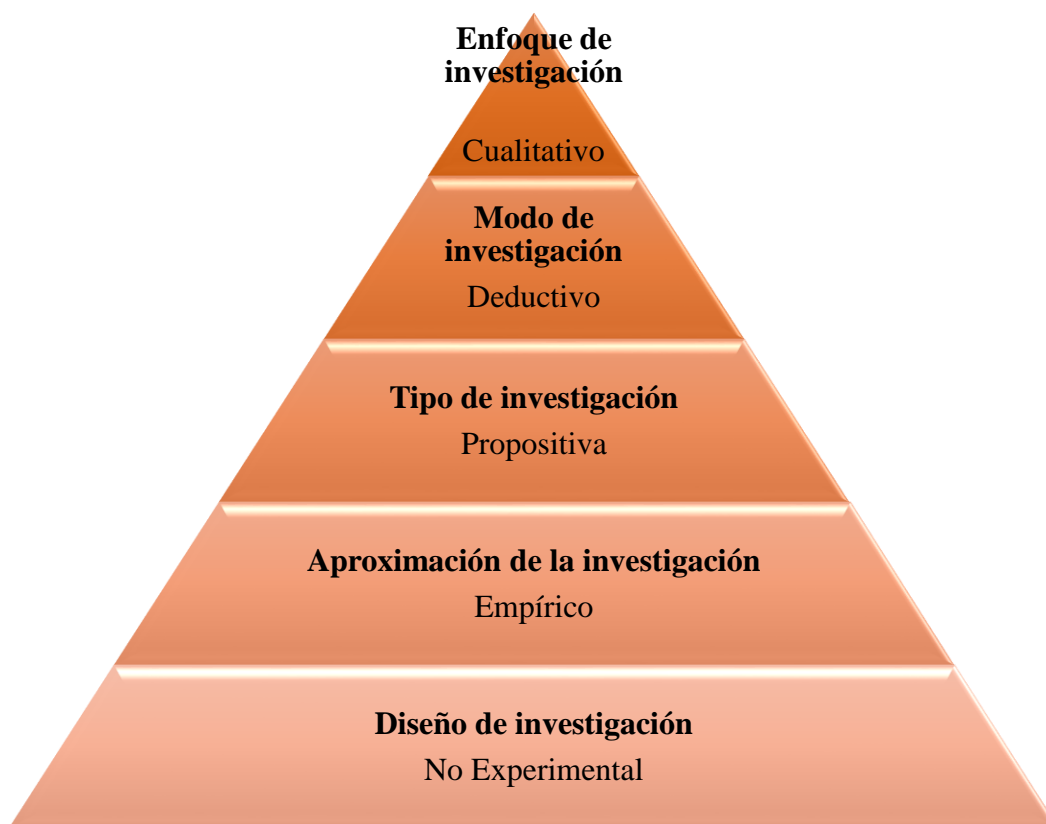 Enfoque de
investigación
Cualitativo
Modo de
investigación
Deductivo
Tipo de investigación
Propositiva
Aproximación de la investigación
Empírico
Diseño de investigación
No Experimental